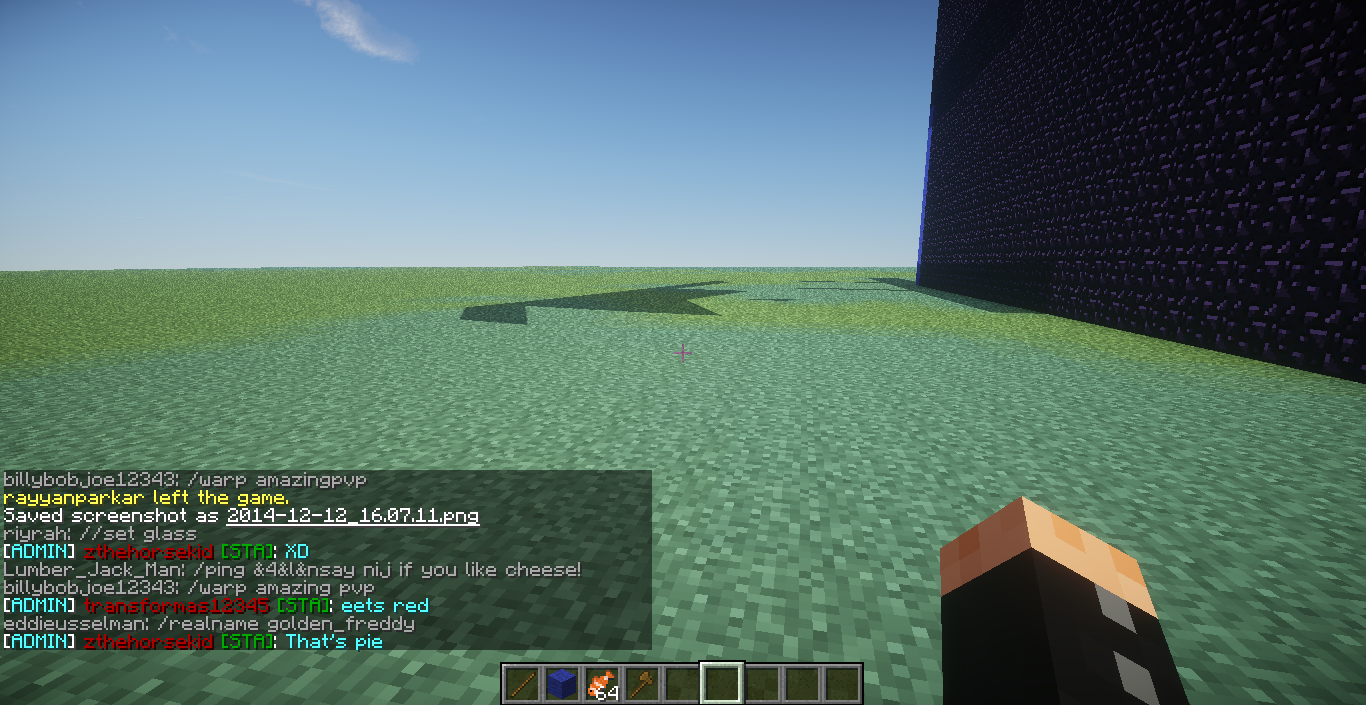 billybobjoe12343: /warp amazingpvp
rayyanparkar left the game.
Saved screenshot as 2014-12-12_16.07.11.png
riyrah: //set glass
[ADMIN] zthehorsekid [STA]: XD
Lumber_Jack_Man: /ping &4&l&nsay nij if you like cheese!
billybobjoe12343: /warp amazing pvp
[ADMIN] transformas12345 [STA]: eets red
eddieusselman: /realname golden_freddy
[ADMIN] zthehorsekid [STA]: That's pie
64